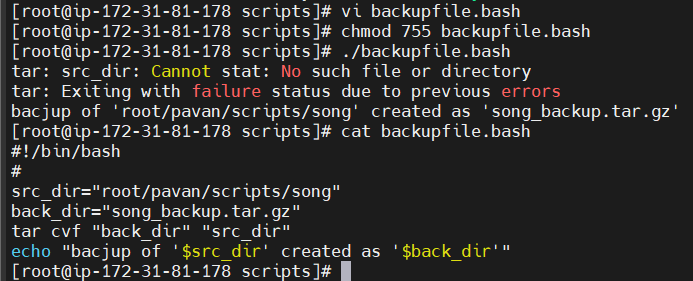 [root@ip-172-31-81-178 scripts]# vi backupfile.bash
[root@ip-172-31-81-178 scripts]# chmod 755 backupfile.bash
[root@ip-172-31-81-178 scripts]# ./backupfile.bash
tar: src_dir: Cannot stat: No such file or directory
tar: Exiting with failure status due to previous errors
bacjup of 'root/pavan/scripts/song' created as 'song_backup.tar.gz'
[root@ip-172-31-81-178 scripts]# cat backupfile.bash
#!/bin/bash
#
src_dir="root/pavan/scripts/song"
back_dir="song_backup.tar.gz"
tar cvf "back_dir" "src_dir"
echo "bacjup of '$src_dir' created as '$back_dir'"
[root@ip-172-31-81-178 scripts]#